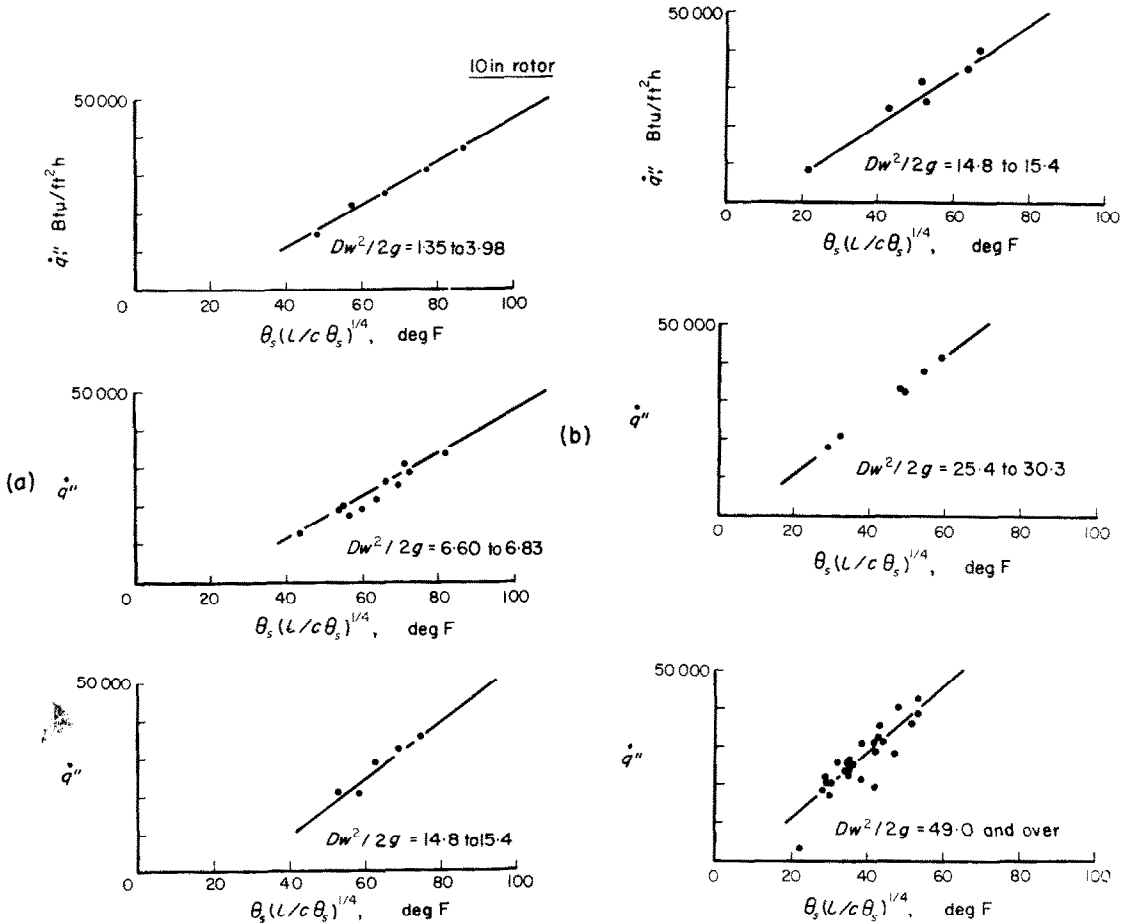 10in rotor
50 000
q̇," Btu/ft²h
Dw²/2g = 1·35 to 3·98
0 20 40 60 80 100
θₛ(L/cθₛ)^1/4, deg F
50 000
(a) q̇"
Dw²/2g = 6·60 to 6·83
0 20 40 60 80 100
θₛ(L/cθₛ)^1/4, deg F
50 000
q̇"
Dw²/2g = 14·8 to 15·4
0 20 40 60 80 100
θₛ(L/cθₛ)^1/4, deg F
q̇," Btu/ft²h
Dw²/2g = 14·8 to 15·4
0 20 40 60 80 100
θₛ(L/cθₛ)^1/4, deg F
50 000
(b) q̇"
Dw²/2g = 25·4 to 30·3
0 20 40 60 80 100
θₛ(L/cθₛ)^1/4, deg F
50 000
q̇"
Dw²/2g = 49·0 and over
0 20 40 60 80 100
θₛ(L/cθₛ)^1/4, deg F